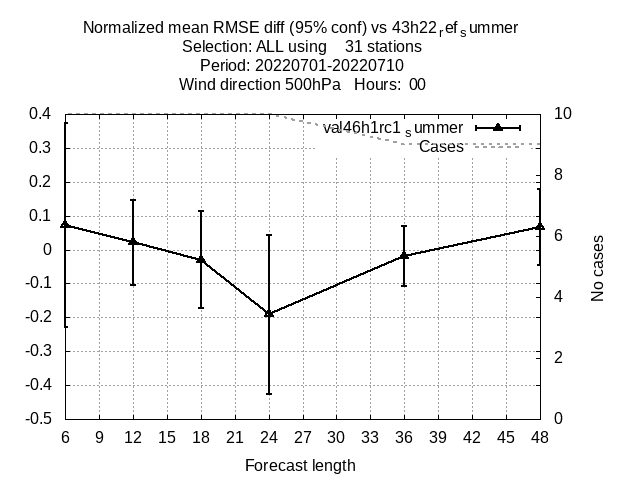 Normalized mean RMSE diff (95% conf) vs 43h22refsummer
Selection: ALL using 31 stations
Period: 20220701-20220710
Wind direction 500hPa Hours: 00
0.4
0.3
0.2
0.1
0
-0.1
-0.2
-0.3
-0.4
-0.5
10
8
6
4
2
0
val46h1rc1summer
Cases
No cases
6 9 12 15 18 21 24 27 30 33 36 39 42 45 48
Forecast length